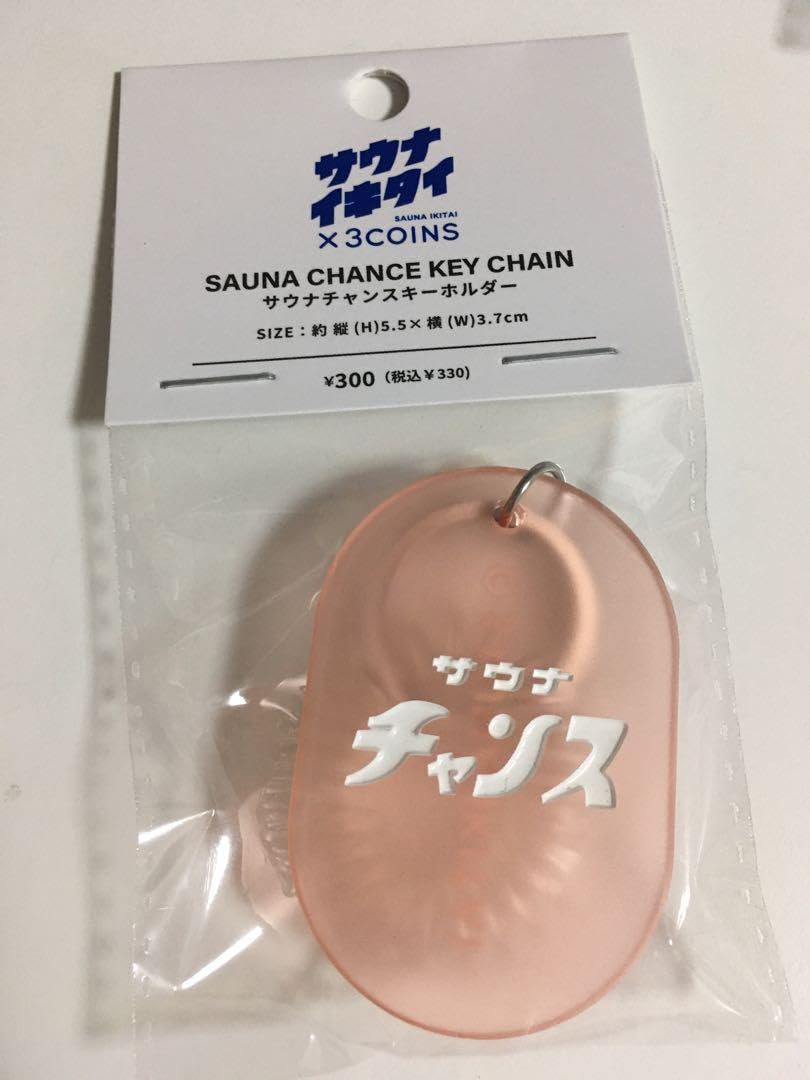 サウナ
イキタイ
SAUNA IKITAI
×3COINS
SAUNA CHANCE KEY CHAIN
サウナチャンスキーホルダー
SIZE：約 縦(H)5.5×横(W)3.7cm
¥300（税込¥330)
サウナ
チャンス